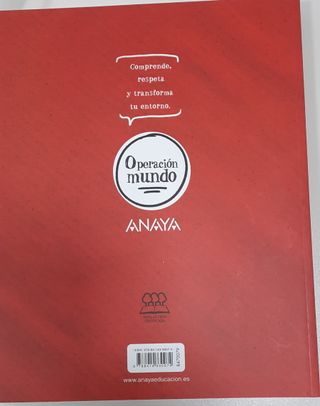 Comprende,
respeta
y transforma
tu entorno.
Operación
mundo
ANAYA
www.anayaeducacion.es